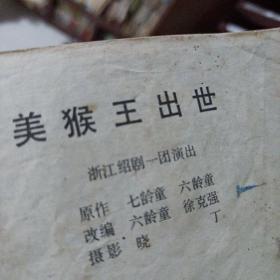 美猴王出世
浙江绍剧一团演出
原作 七龄童 六龄童
改编·六龄童 徐克强
摄影·晓 丁